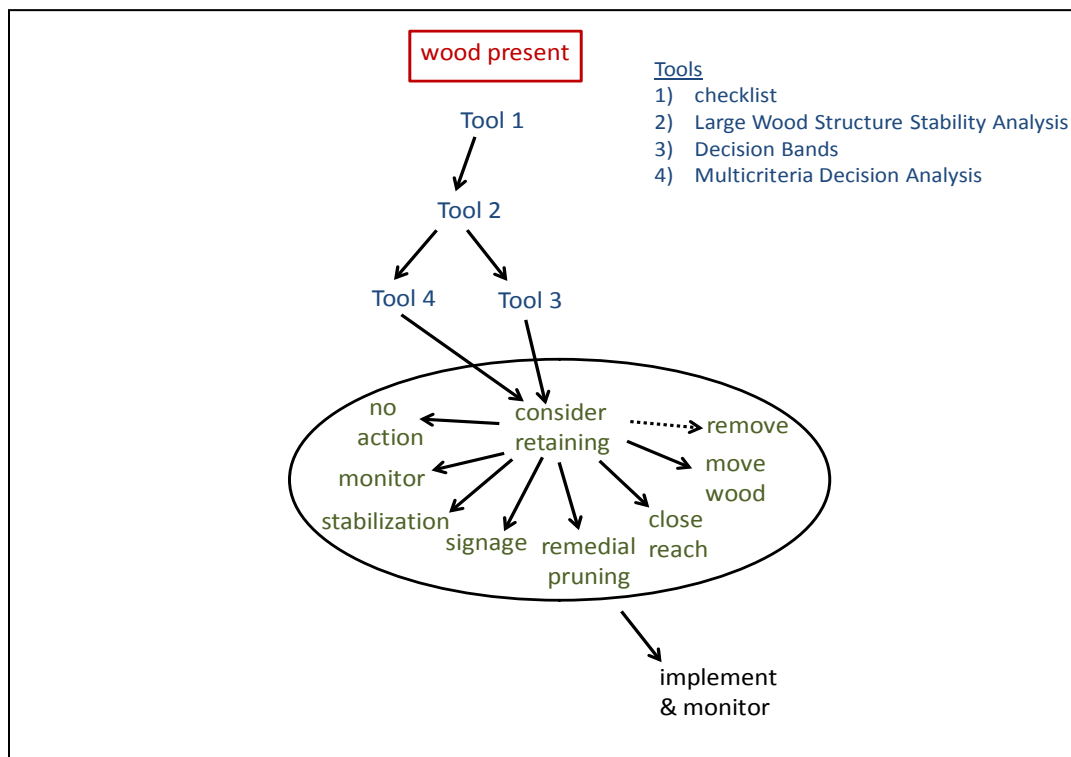 wood present
Tools
1) checklist
2) Large Wood Structure Stability Analysis
3) Decision Bands
4) Multicriteria Decision Analysis
Tool 1
Tool 2
Tool 4
Tool 3
no
action
consider
retaining
remove
monitor
move
wood
stabilization
signage
remedial
pruning
close
reach
implement
& monitor